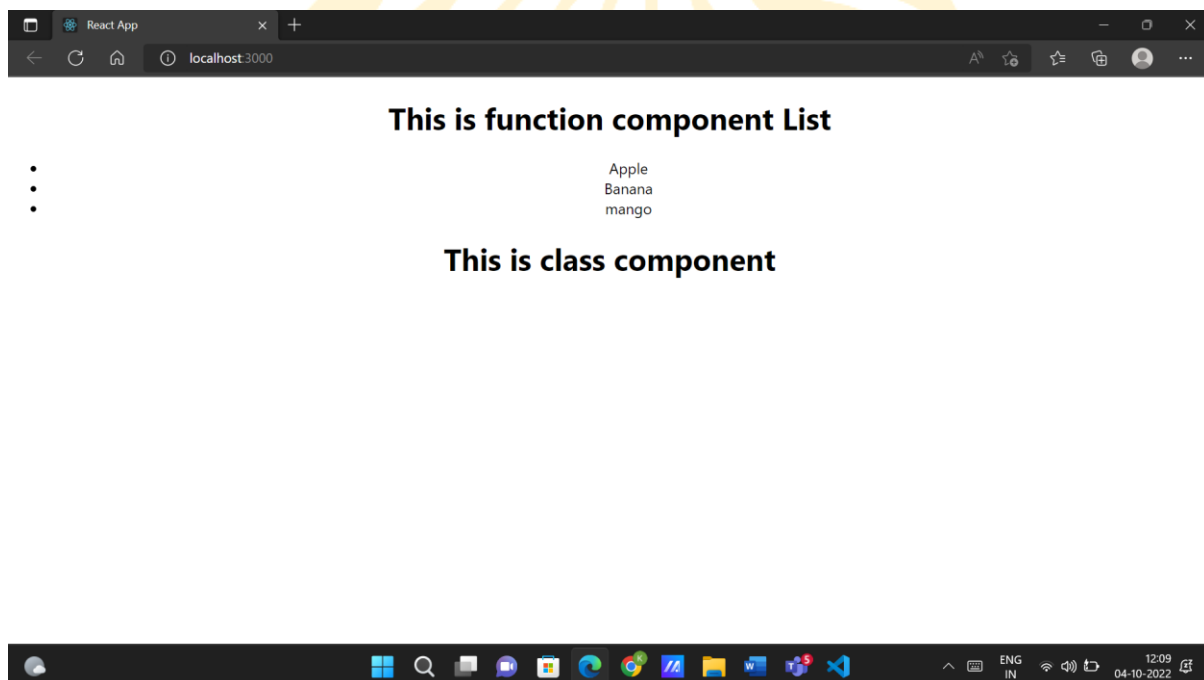 React App
localhost:3000
This is function component List
Apple
Banana
mango
This is class component
ENG
IN
12:09
04-10-2022